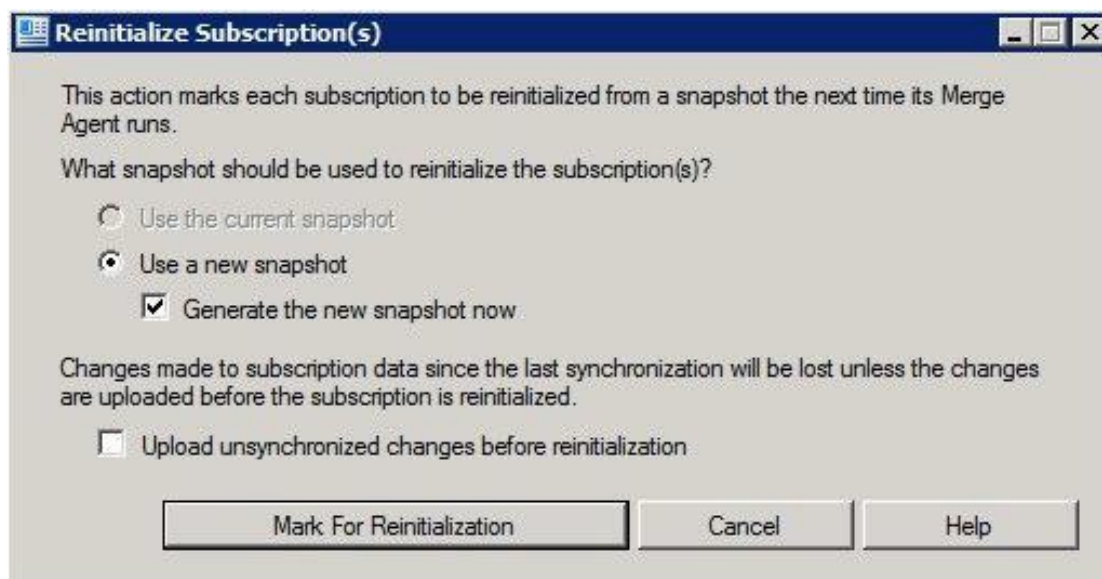 Reinitialize Subscription(s)
This action marks each subscription to be reinitialized from a snapshot the next time its Merge
Agent runs.
What snapshot should be used to reinitialize the subscription(s)?
Use the current snapshot
Use a new snapshot
Generate the new snapshot now
Changes made to subscription data since the last synchronization will be lost unless the changes
are uploaded before the subscription is reinitialized.
Upload unsynchronized changes before reinitialization
Mark For Reinitialization Cancel Help